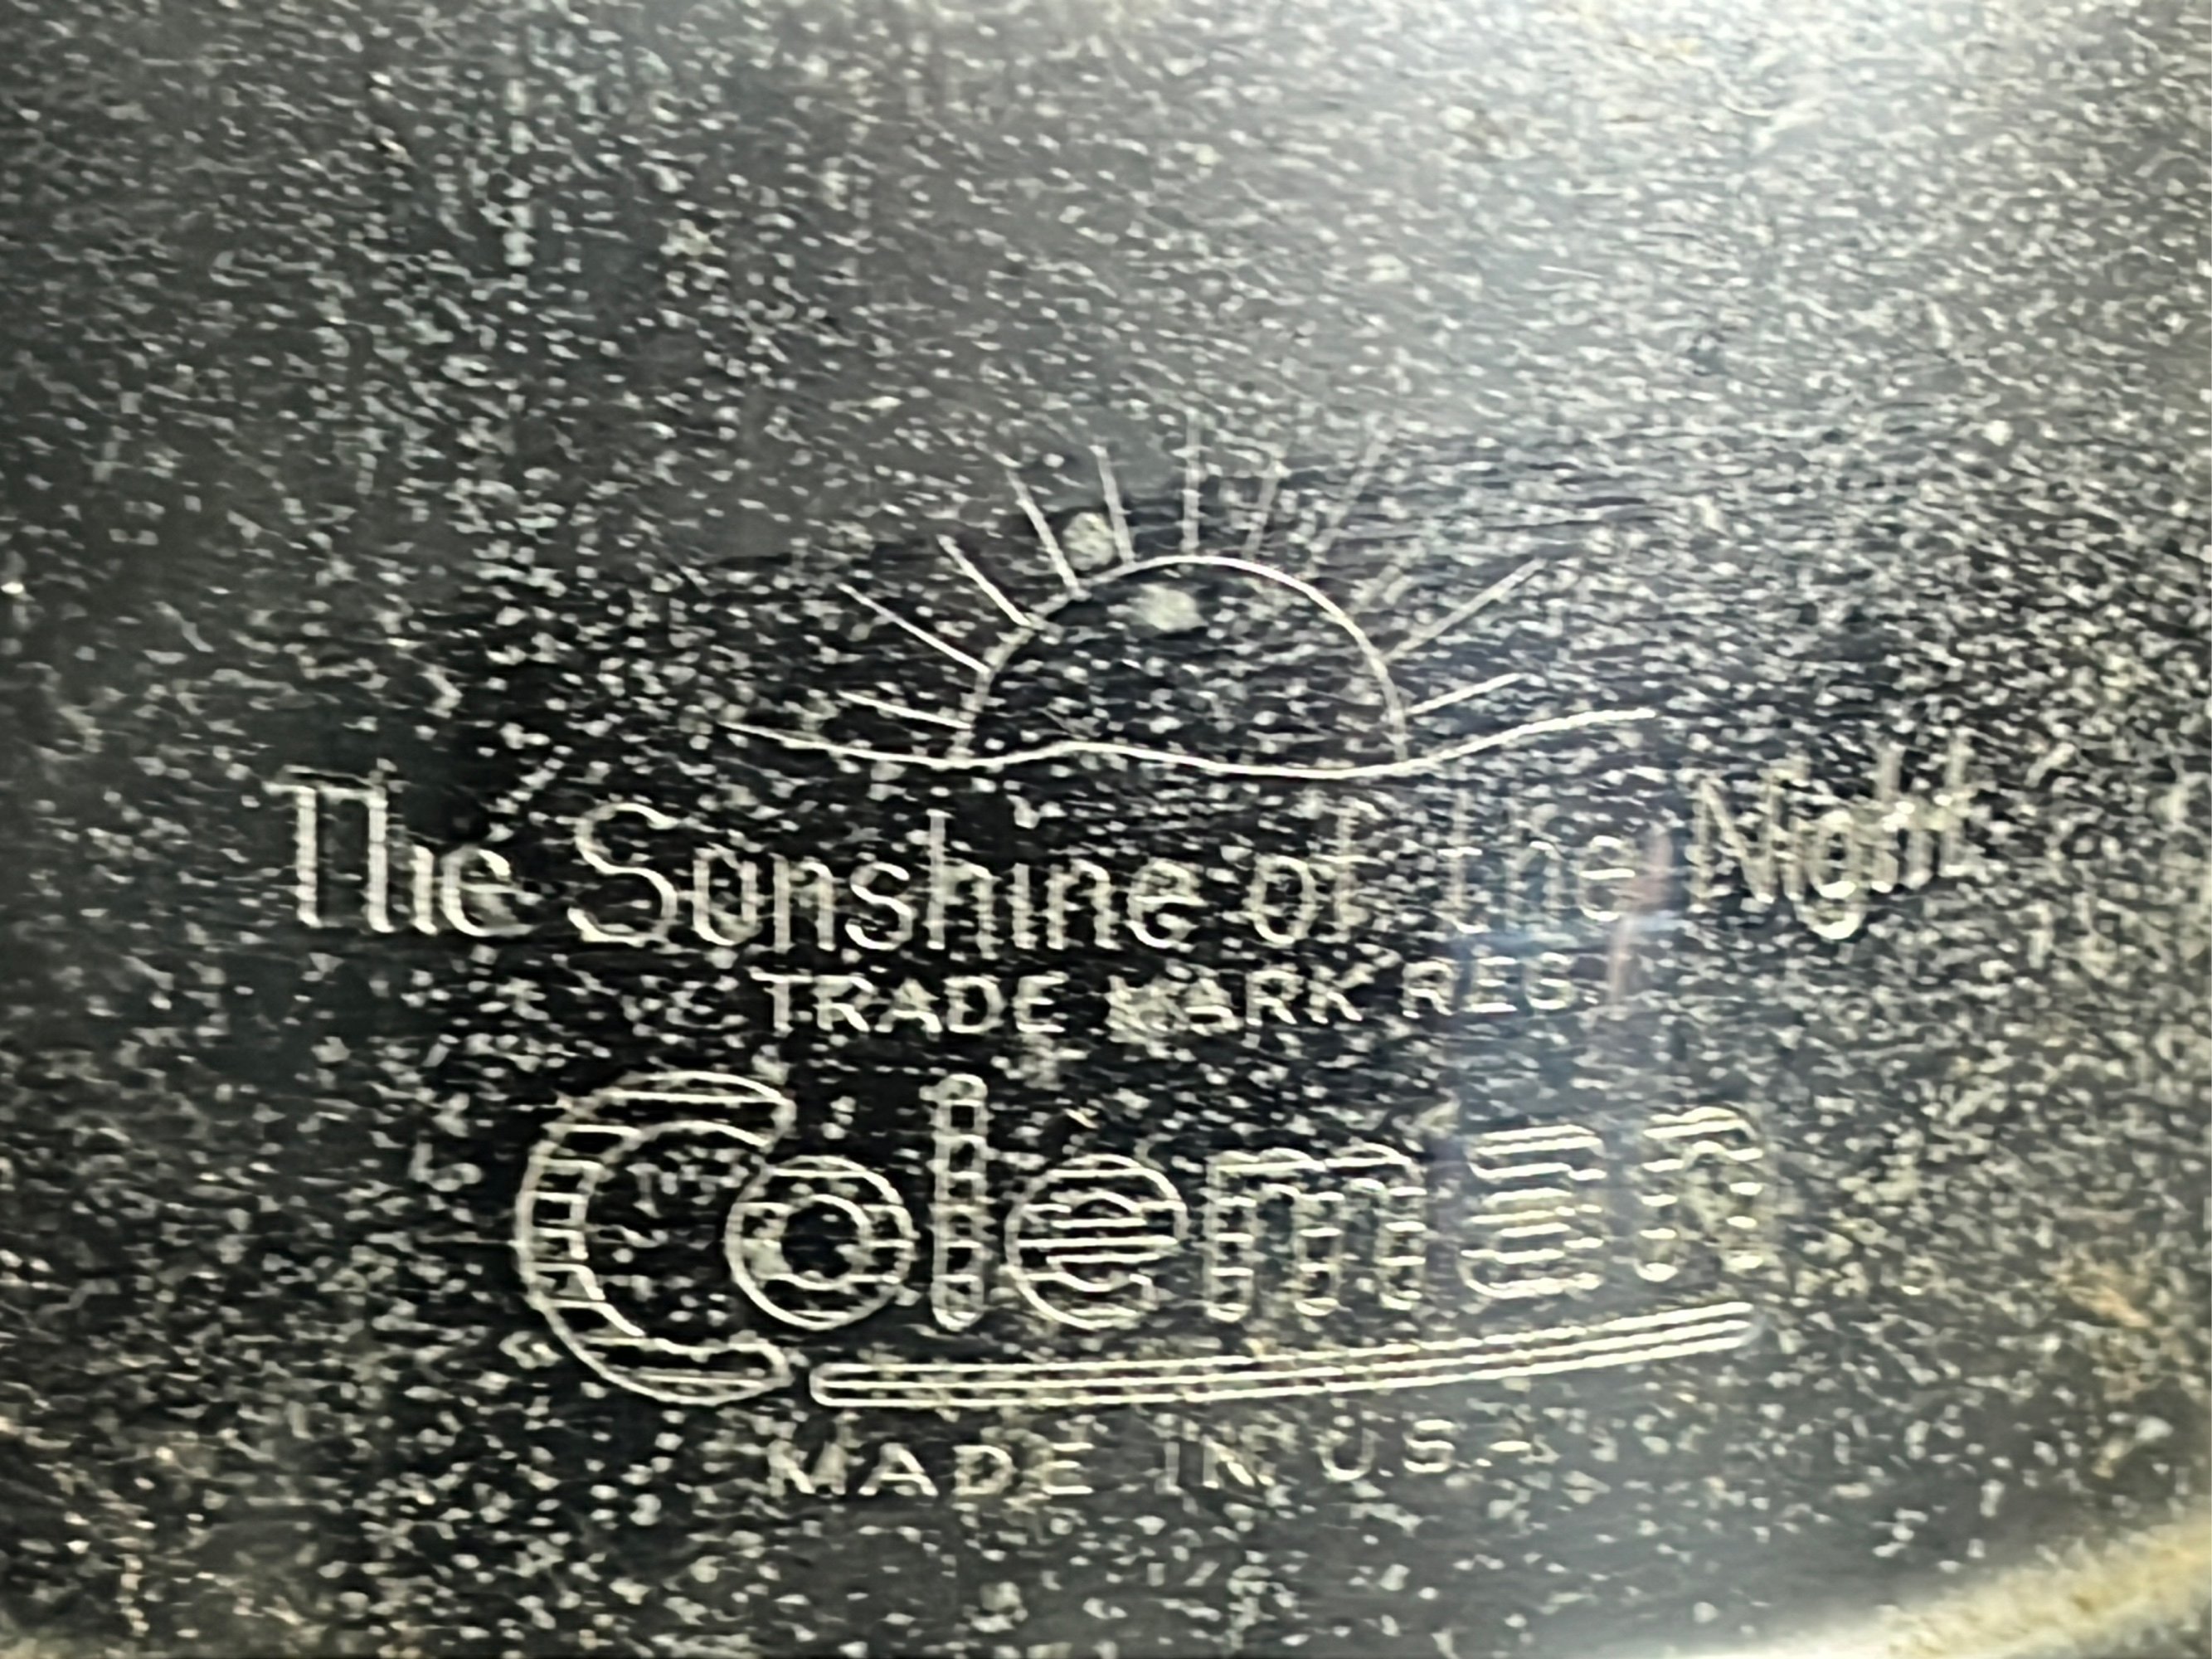 The Sunshine of the Night
TRADE MARK REG.
Coleman
MADE IN U.S.A.